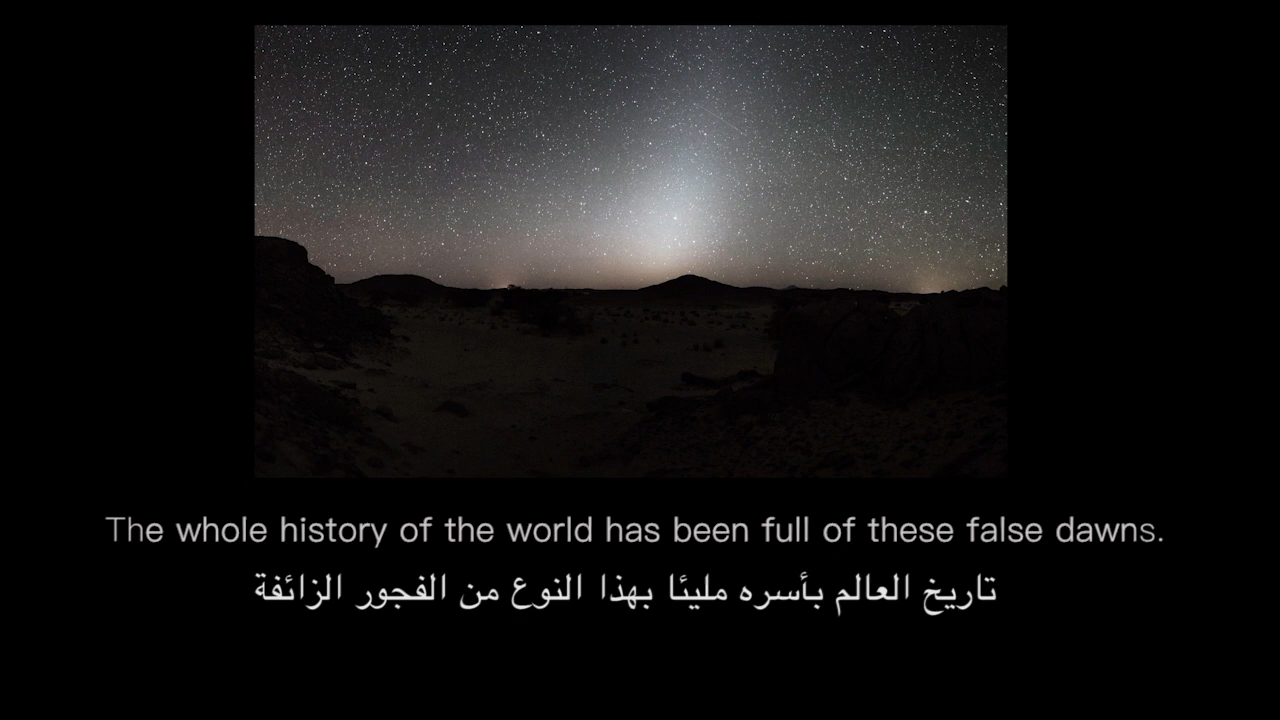 The whole history of the world has been full of these false dawns.
تاريخ العالم بأسره مليئا بهذا النوع من الفجور الزائفة